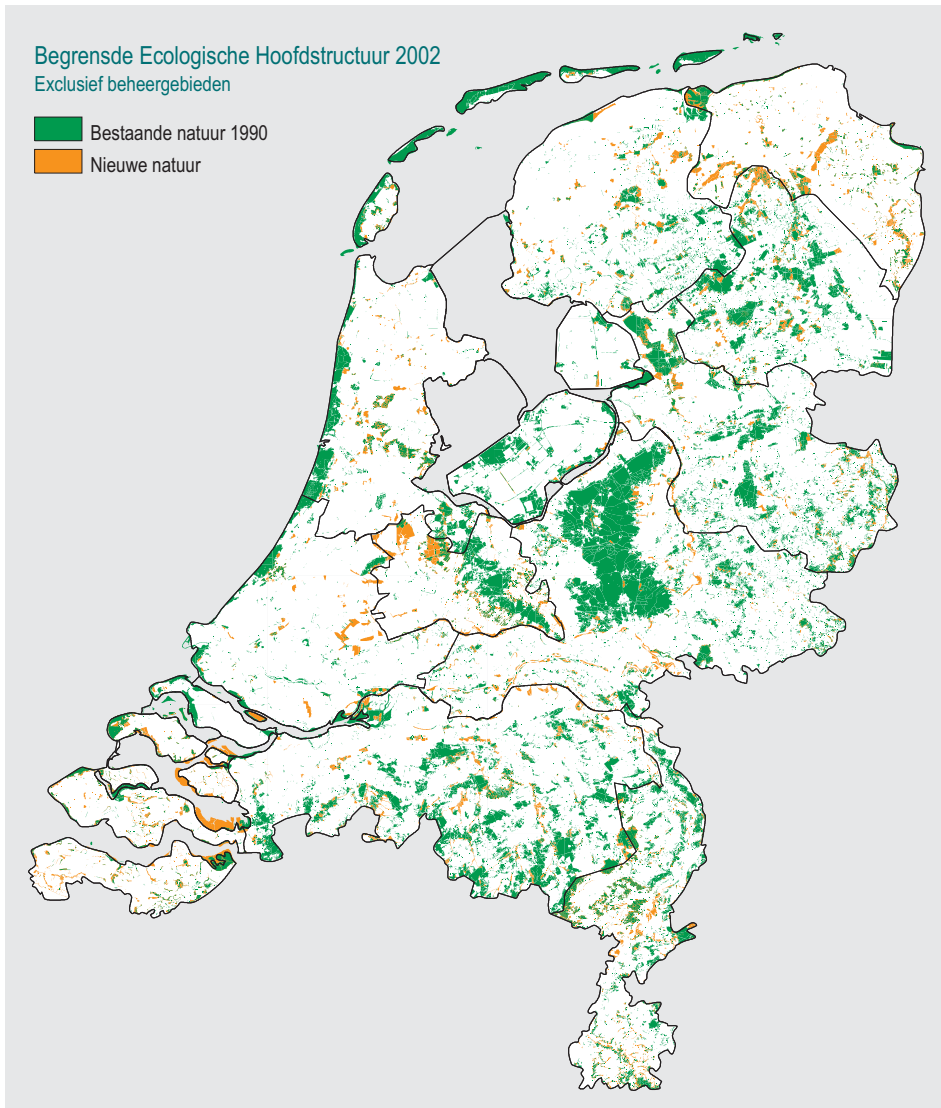 Begrensde Ecologische Hoofdstructuur 2002
Exclusief beheergebieden
Bestaande natuur 1990
Nieuwe natuur